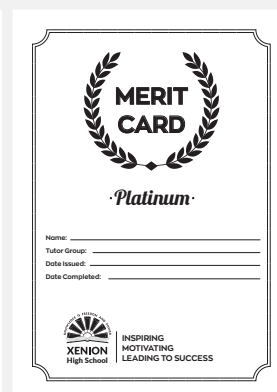 MERIT
CARD
·Platinum·
Name:
Tutor Group:
Date Issued:
Date Completed:
XENION
High School
INSPIRING
MOTIVATING
LEADING TO SUCCESS